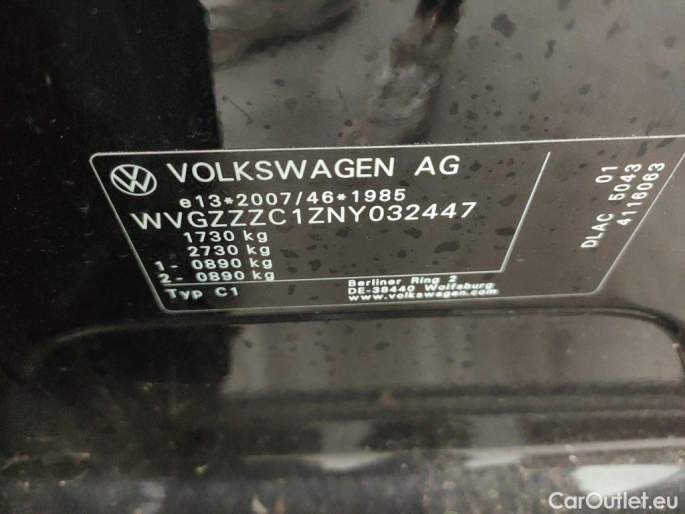 VOLKSWAGEN AG
e13*2007/46*1985
WVGZZZC1ZNY032447
1730 kg
2730 kg
1- 0890 kg
2- 0890 kg
Typ C1
Berliner Ring 2
DE-38440 Wolfsburg
www.volkswagen.com
01
DLAC 5043
4116063
CarOutlet.eu